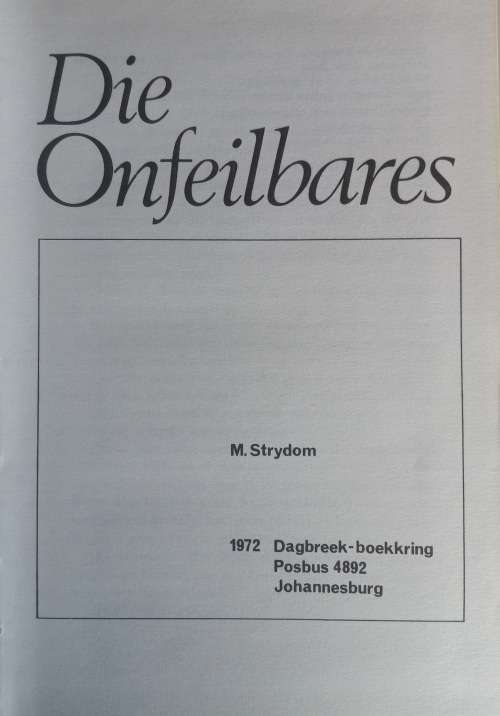 Die
Onfeilbares
M. Strydom
1972 Dagbreek-boekkring
Posbus 4892
Johannesburg